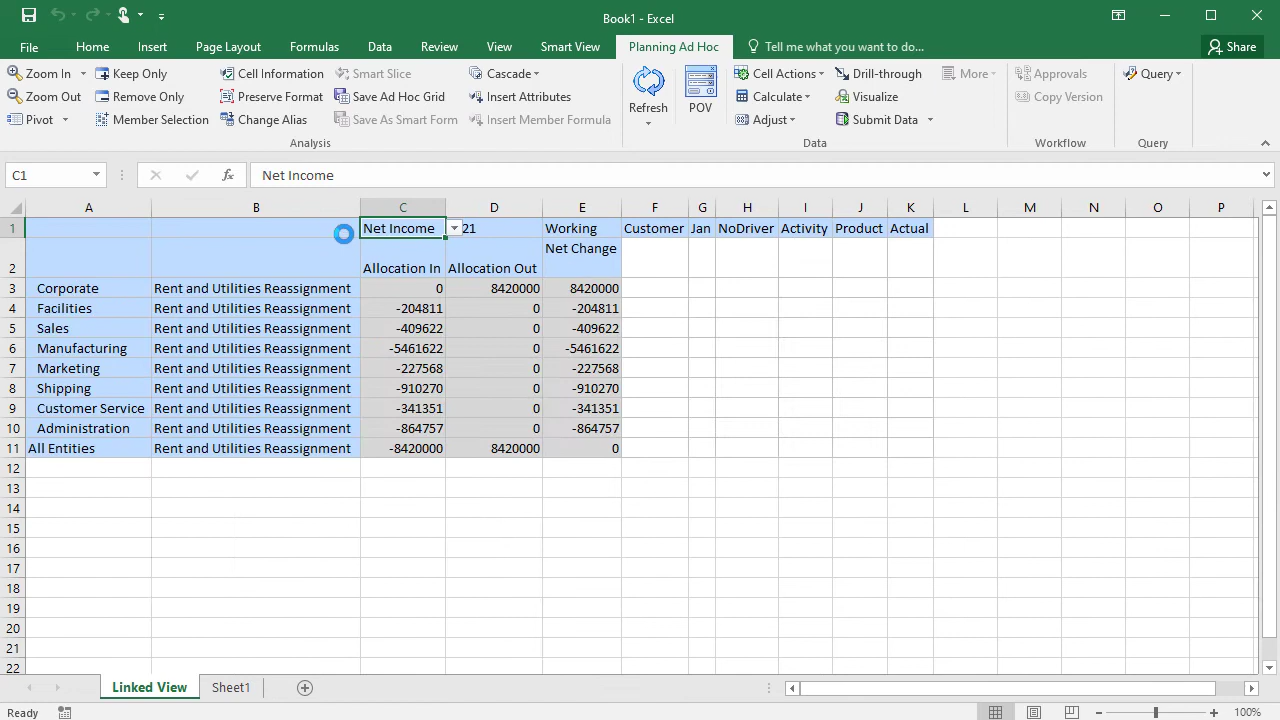 Book1 - Excel
File Home Insert Page Layout Formulas Data Review View Smart View Planning Ad Hoc Tell me what you want to do... Share
Zoom In Keep Only Cell Information Smart Slice Cascade Cell Actions Drill-through More Approvals Query
Zoom Out Remove Only Preserve Format Save Ad Hoc Grid Insert Attributes Refresh POV Calculate Visualize Copy Version
Pivot Member Selection Change Alias Save As Smart Form Insert Member Formula Adjust Submit Data
Analysis Data Workflow Query
C1 fx Net Income
A B C D E F G H I J K L M N O P
1 Net Income 21 Working Customer Jan NoDriver Activity Product Actual
2 Allocation In Allocation Out Net Change
3 Corporate Rent and Utilities Reassignment 0 8420000 8420000
4 Facilities Rent and Utilities Reassignment -204811 0 -204811
5 Sales Rent and Utilities Reassignment -409622 0 -409622
6 Manufacturing Rent and Utilities Reassignment -5461622 0 -5461622
7 Marketing Rent and Utilities Reassignment -227568 0 -227568
8 Shipping Rent and Utilities Reassignment -910270 0 -910270
9 Customer Service Rent and Utilities Reassignment -341351 0 -341351
10 Administration Rent and Utilities Reassignment -864757 0 -864757
11 All Entities Rent and Utilities Reassignment -8420000 8420000 0
12
13
14
15
16
17
18
19
20
21
22
Linked View Sheet1
Ready 100%